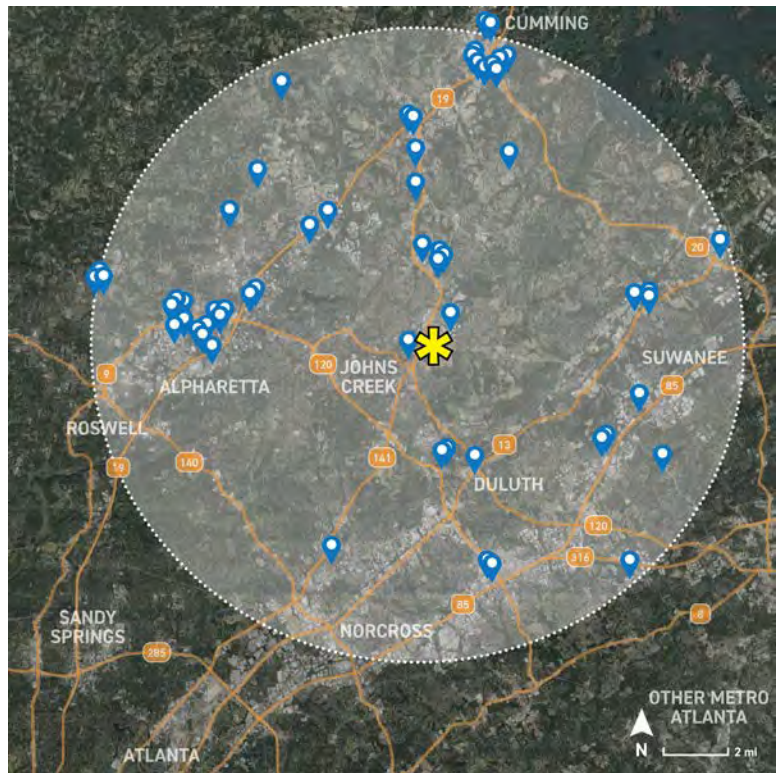 CUMMING
19
20
SUWANEE
JOHNS
CREEK
120
ALPHARETTA
9
85
ROSWELL
141
13
140
19
DULUTH
120
316
85
NORCROSS
SANDY
SPRINGS
285
OTHER METRO
ATLANTA
ATLANTA
N
2 mi